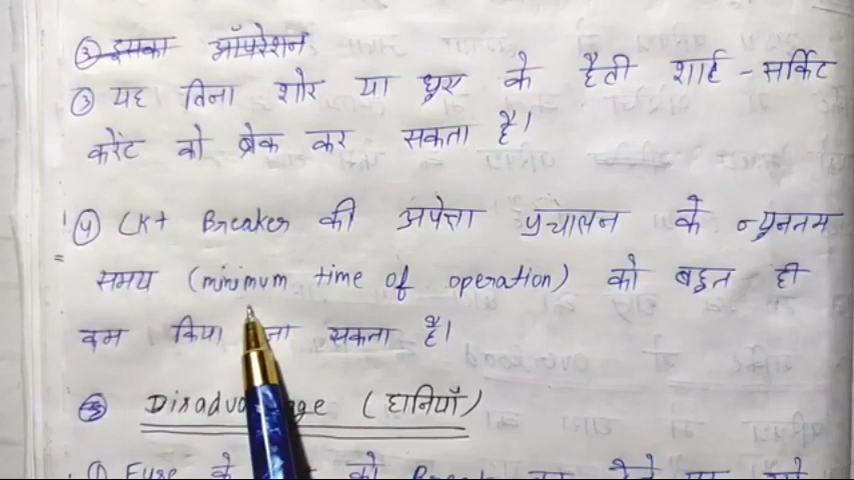 ③ इसका ऑपरेशन
③ यह बिना शोर या धुएं के हैवी शार्ट - सर्किट
करेंट को ब्रेक कर सकता है।
④ CKt Breaker की अपेक्षा प्रचालन के न्यूनतम
समय (minimum time of operation) को बहुत ही
कम किया जा सकता है।
Disadvantage (हानियाँ)
① Fuse के को